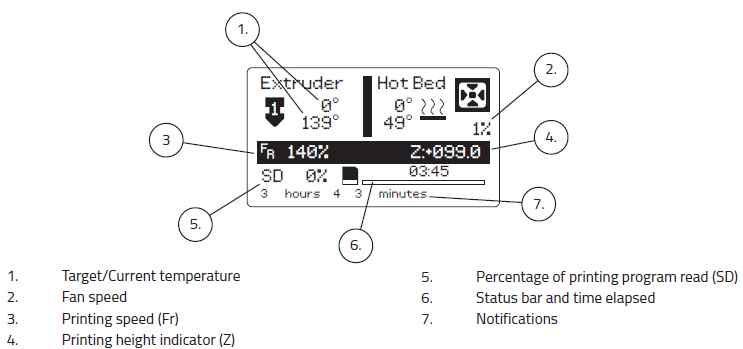 1.
2.
Extruder Hot Bed
1 0° 0°
139° 49°
1%
3
FR 140% Z:+099.0
4.
SD 0% 03:45
3 hours 4 3 minutes
5.
6.
7.
1. Target/Current temperature
2. Fan speed
3. Printing speed (Fr)
4. Printing height indicator (Z)
5. Percentage of printing program read (SD)
6. Status bar and time elapsed
7. Notifications